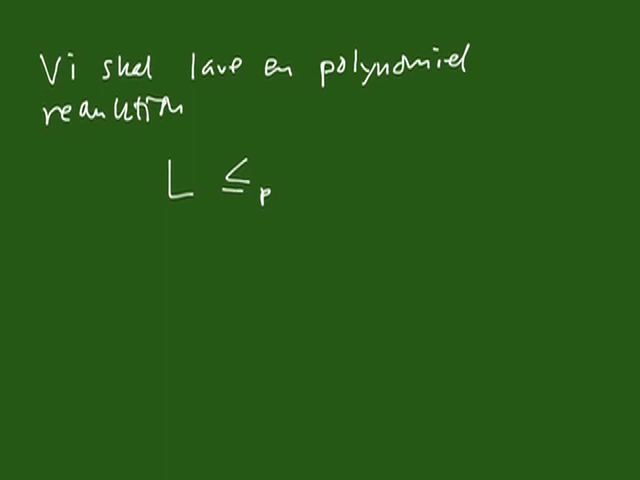 Vi skal lave en polynomiel
reduktion
L ≤p